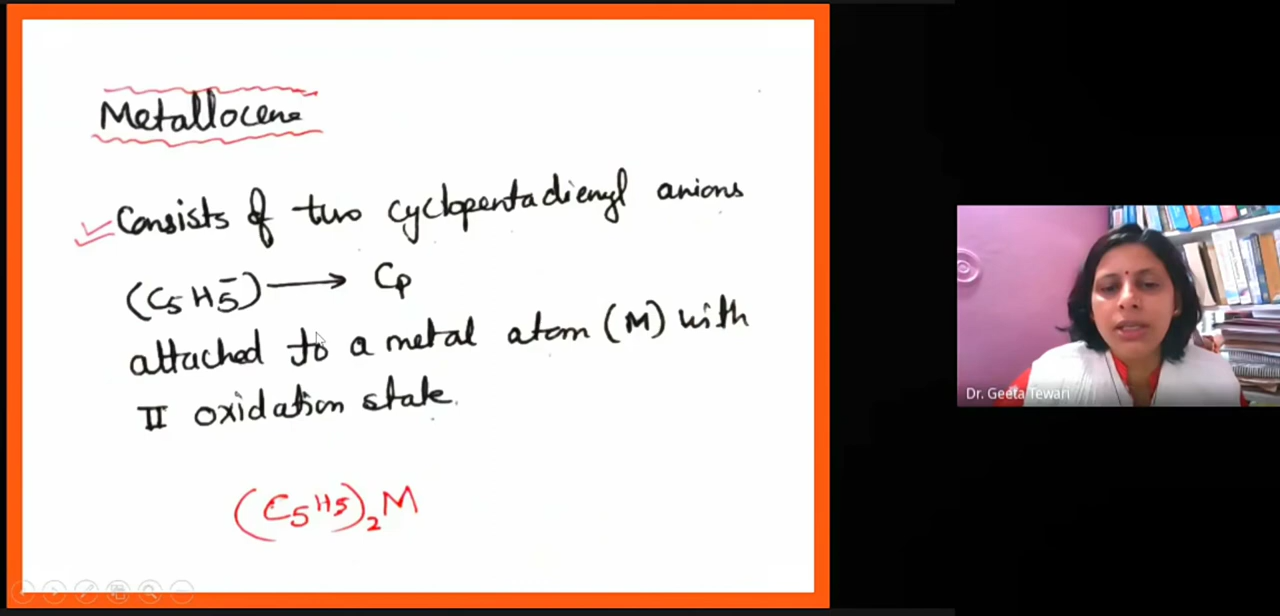 Metallocene
Consists of two cyclopentadienyl anions
(C₅H₅⁻) ⟶ Cp
attached to a metal atom (M) with
II oxidation state.
(C₅H₅)₂M
Dr. Geeta Tewari